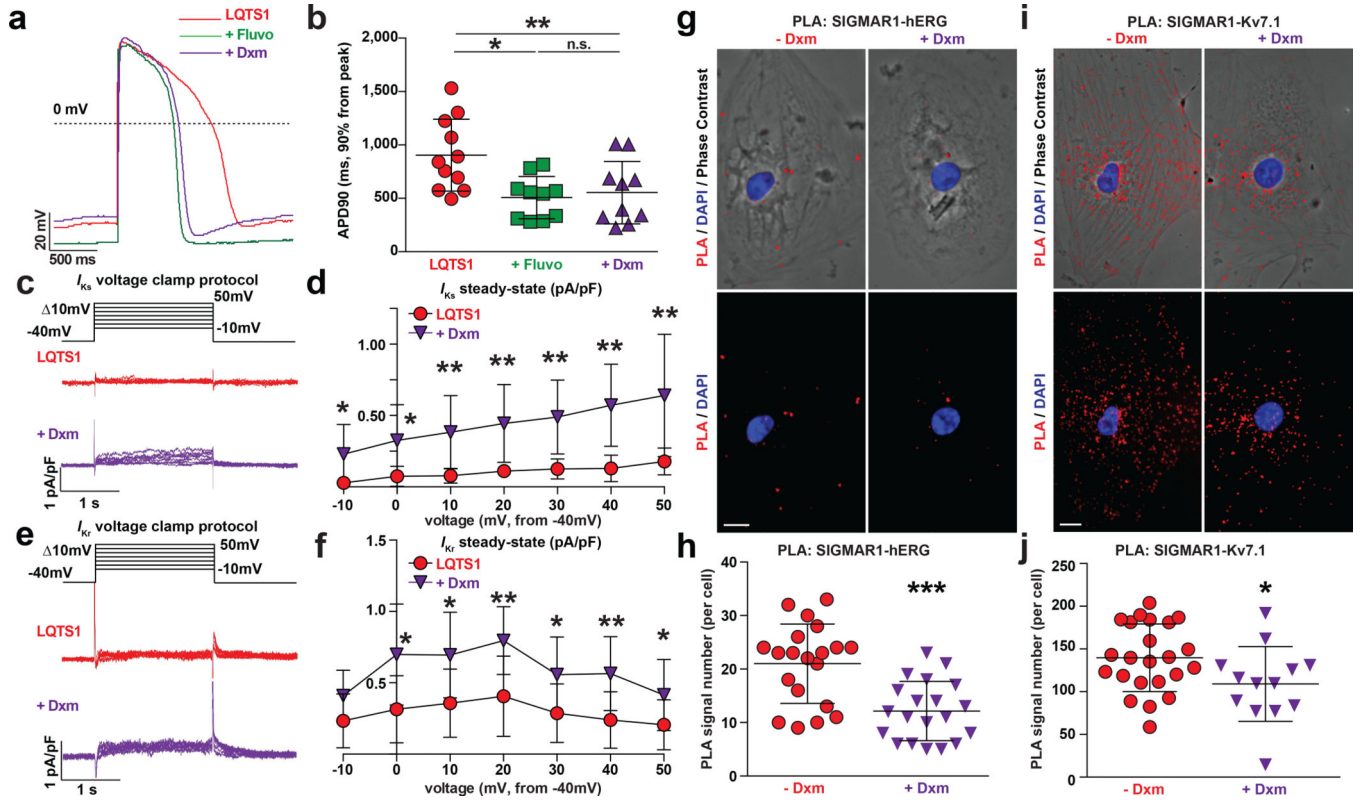 a
LQTS1
+ Fluvo
+ Dxm
0 mV
20 mV
500 ms
b
**
*
n.s.
2,000
1,500
1,000
500
0
APD90 (ms, 90% from peak)
LQTS1
+ Fluvo
+ Dxm
c
IKs voltage clamp protocol
50mV
Δ10mV
-40mV
-10mV
LQTS1
+ Dxm
1 pA/pF
1 s
d
IKs steady-state (pA/pF)
LQTS1
+ Dxm
1.00
0.50
* * ** ** ** ** **
-10 0 10 20 30 40 50
voltage (mV, from -40mV)
e
IKr voltage clamp protocol
50mV
Δ10mV
-40mV
-10mV
LQTS1
+ Dxm
1 pA/pF
1 s
f
IKr steady-state (pA/pF)
LQTS1
+ Dxm
1.5
1.0
0.5
* * ** * ** *
-10 0 10 20 30 40 50
voltage (mV, from -40mV)
g
PLA: SIGMAR1-hERG
- Dxm + Dxm
PLA / DAPI / Phase Contrast
PLA / DAPI
h
PLA: SIGMAR1-hERG
***
40
30
20
10
0
PLA signal number (per cell)
- Dxm + Dxm
i
PLA: SIGMAR1-Kv7.1
- Dxm + Dxm
PLA / DAPI / Phase Contrast
PLA / DAPI
j
PLA: SIGMAR1-Kv7.1
*
250
200
150
100
50
0
PLA signal number (per cell)
- Dxm + Dxm